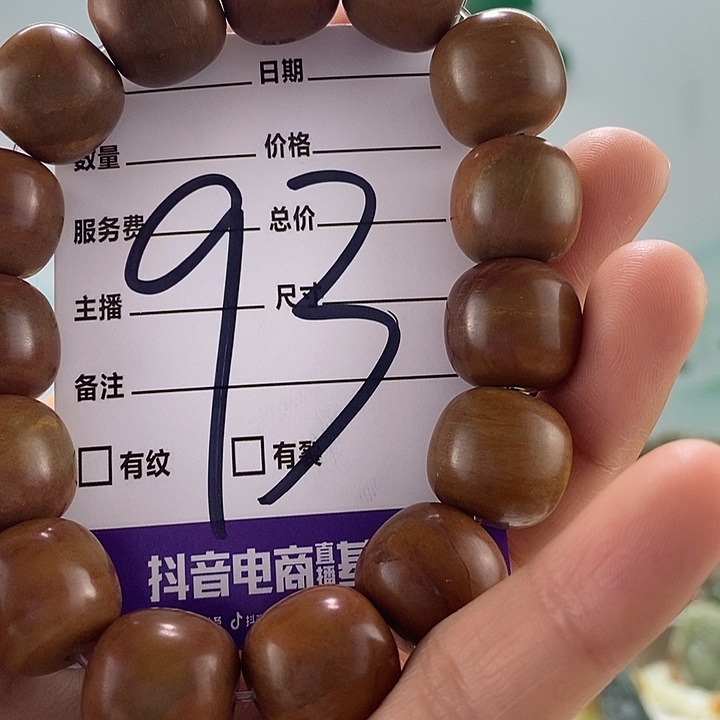 日期
数量 价格
服务费 总价
主播 尺寸
备注
93
有纹 有裂
抖音电商直播基